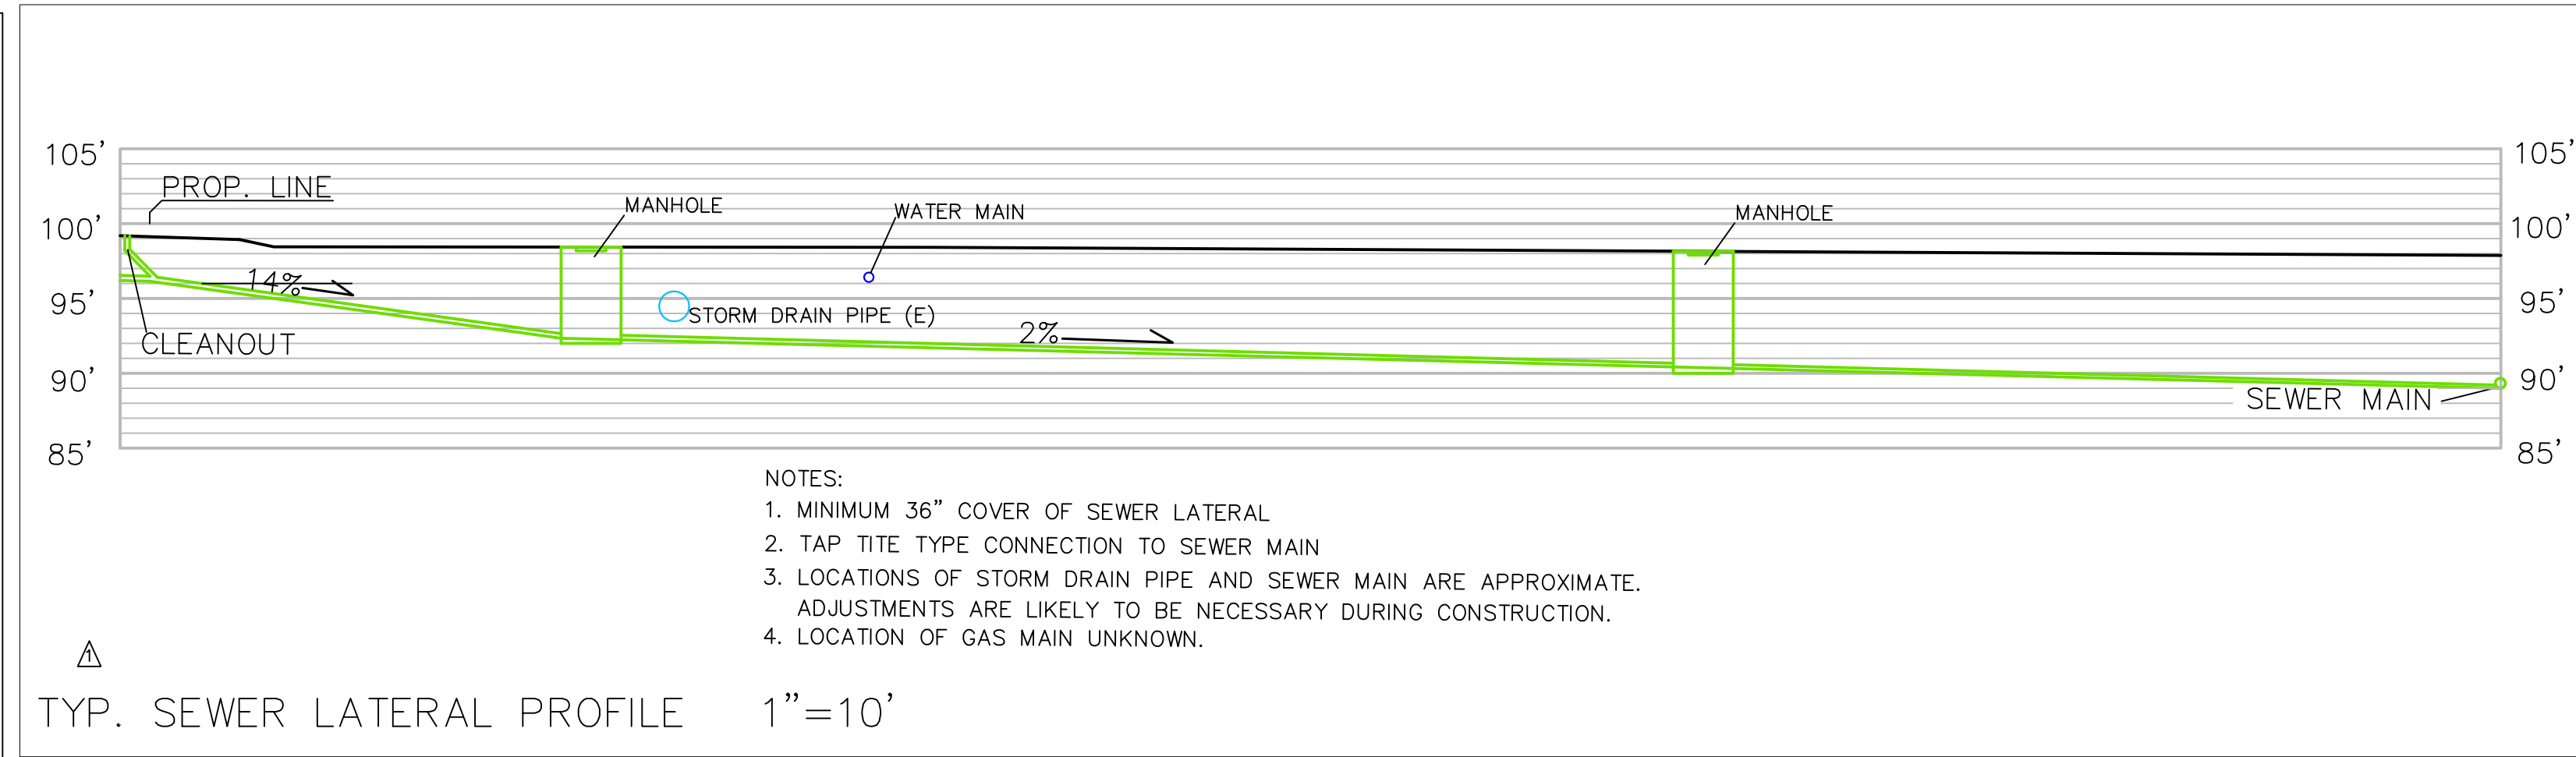 105’
105’
PROP. LINE
MANHOLE
WATER MAIN
MANHOLE
100’
100’
14%
95’
95’
STORM DRAIN PIPE (E)
2%
CLEANOUT
90’
90’
SEWER MAIN
85’
85’
NOTES:
1. MINIMUM 36” COVER OF SEWER LATERAL
2. TAP TITE TYPE CONNECTION TO SEWER MAIN
3. LOCATIONS OF STORM DRAIN PIPE AND SEWER MAIN ARE APPROXIMATE.
ADJUSTMENTS ARE LIKELY TO BE NECESSARY DURING CONSTRUCTION.
4. LOCATION OF GAS MAIN UNKNOWN.
1
TYP. SEWER LATERAL PROFILE 1”=10’